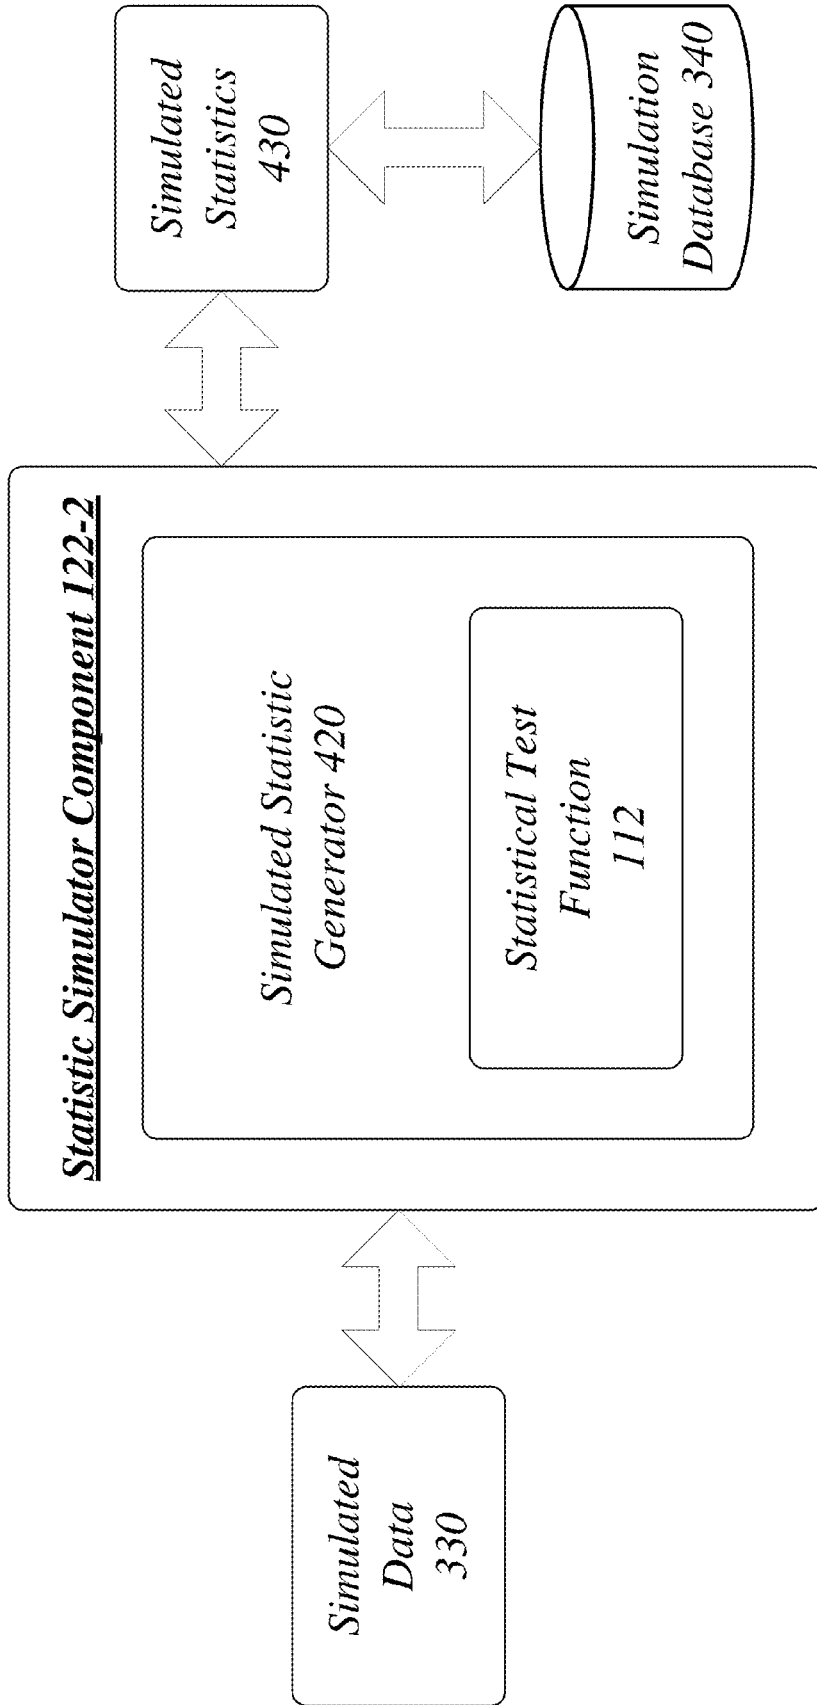 Simulated
Data
330
Statistic Simulator Component 122-2
Simulated Statistic
Generator 420
Statistical Test
Function
112
Simulated
Statistics
430
Simulation
Database 340